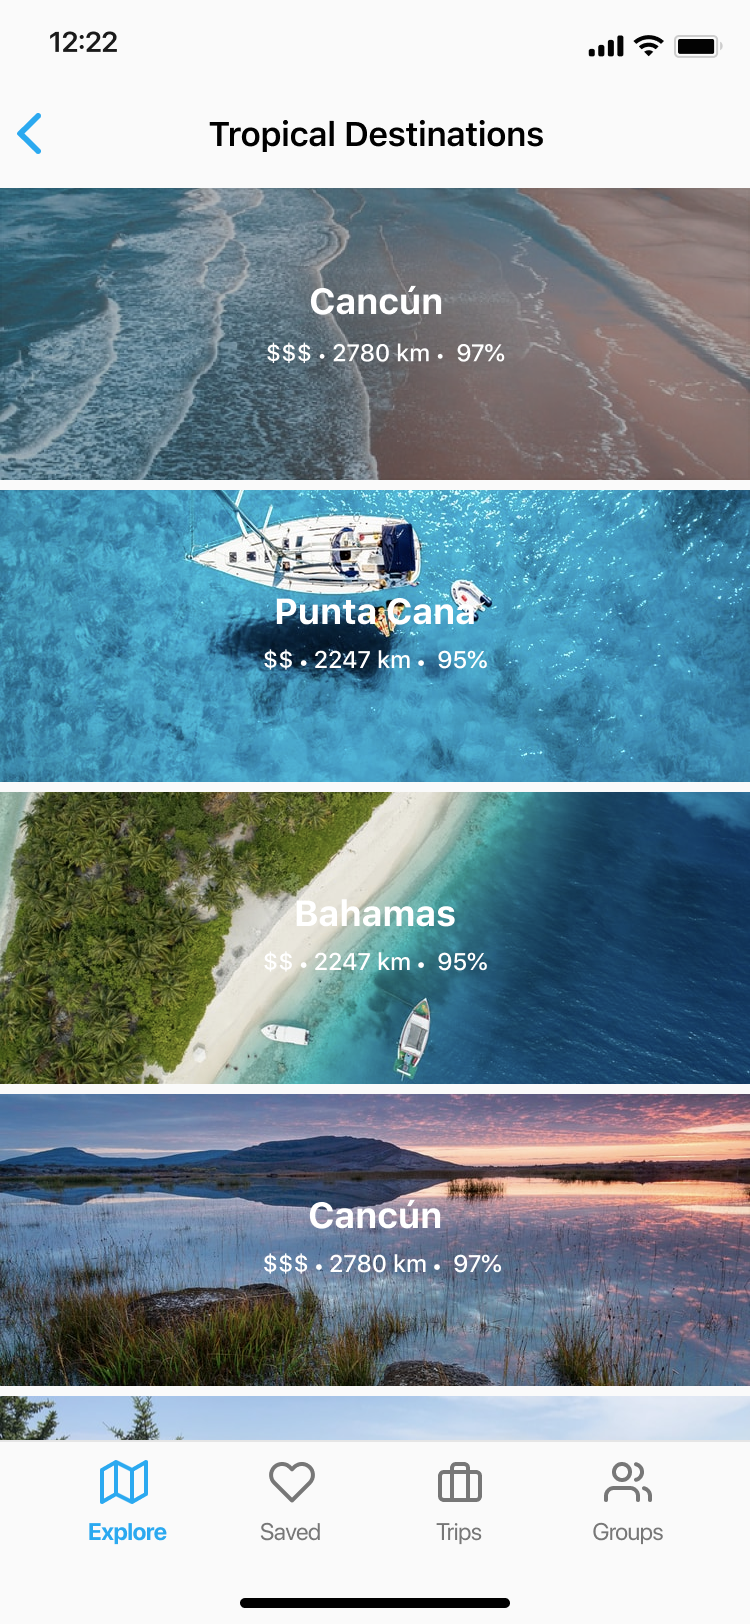 12:22
Tropical Destinations
Cancún
$$$ • 2780 km • 97%
Punta Cana
$$ • 2247 km • 95%
Bahamas
$$ • 2247 km • 95%
Cancún
$$$ • 2780 km • 97%
Explore Saved Trips Groups